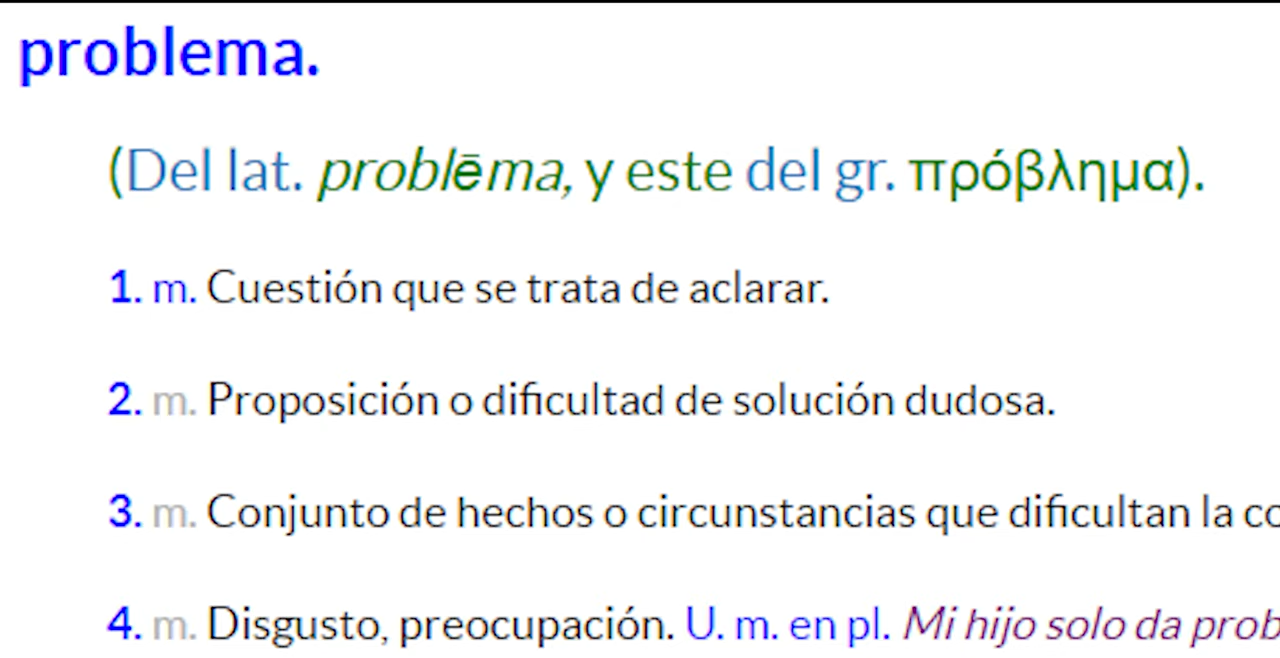 problema.
(Del lat. problēma, y este del gr. πρόβλημα).
1. m. Cuestión que se trata de aclarar.
2. m. Proposición o dificultad de solución dudosa.
3. m. Conjunto de hechos o circunstancias que dificultan la
4. m. Disgusto, preocupación. U. m. en pl. Mi hijo solo da